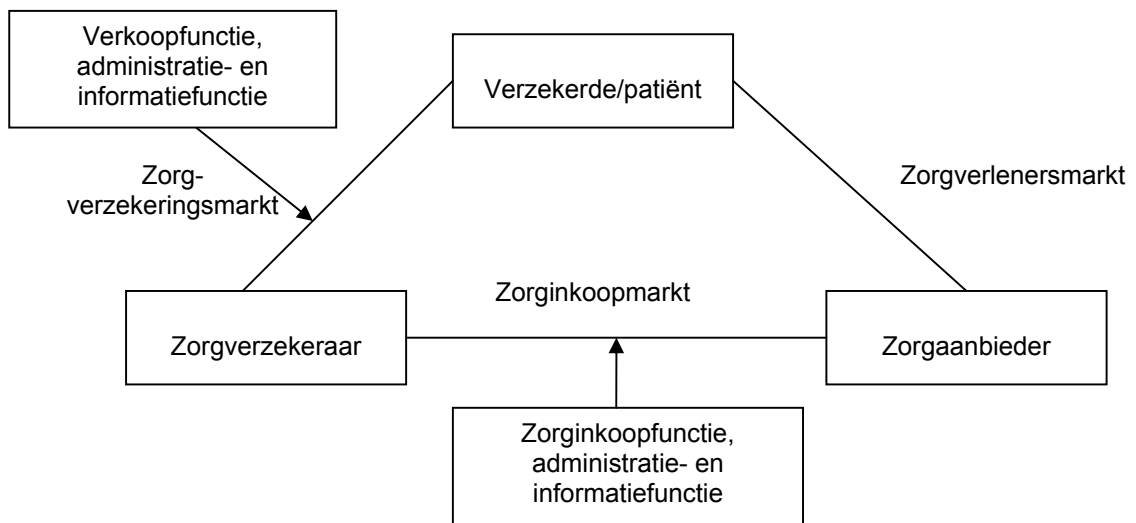 Verkoopfunctie,
administratie- en
informatiefunctie
Verzekerde/patiënt
Zorg-
verzekeringsmarkt
Zorgverlenersmarkt
Zorginkoopmarkt
Zorgverzekeraar
Zorgaanbieder
Zorginkoopfunctie,
administratie- en
informatiefunctie